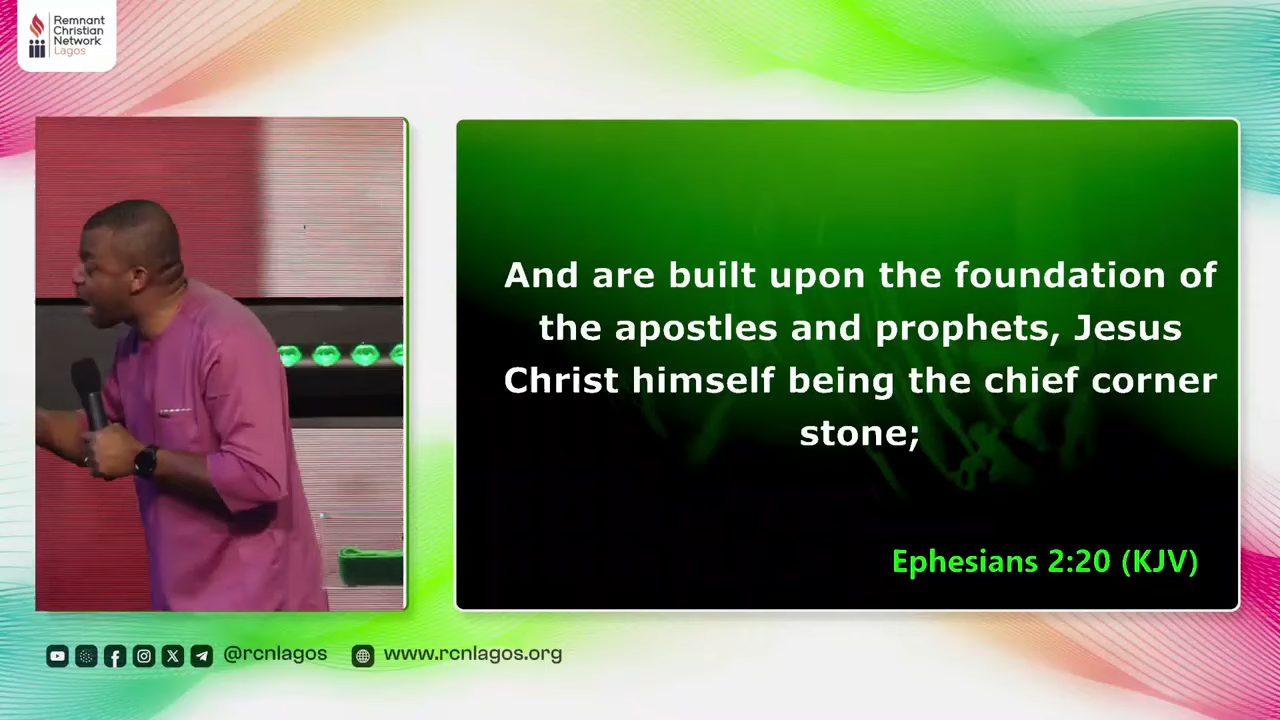 Remnant
Christian
Network
Lagos
And are built upon the foundation of
the apostles and prophets, Jesus
Christ himself being the chief corner
stone;
Ephesians 2:20 (KJV)
@rcnlagos www.rcnlagos.org